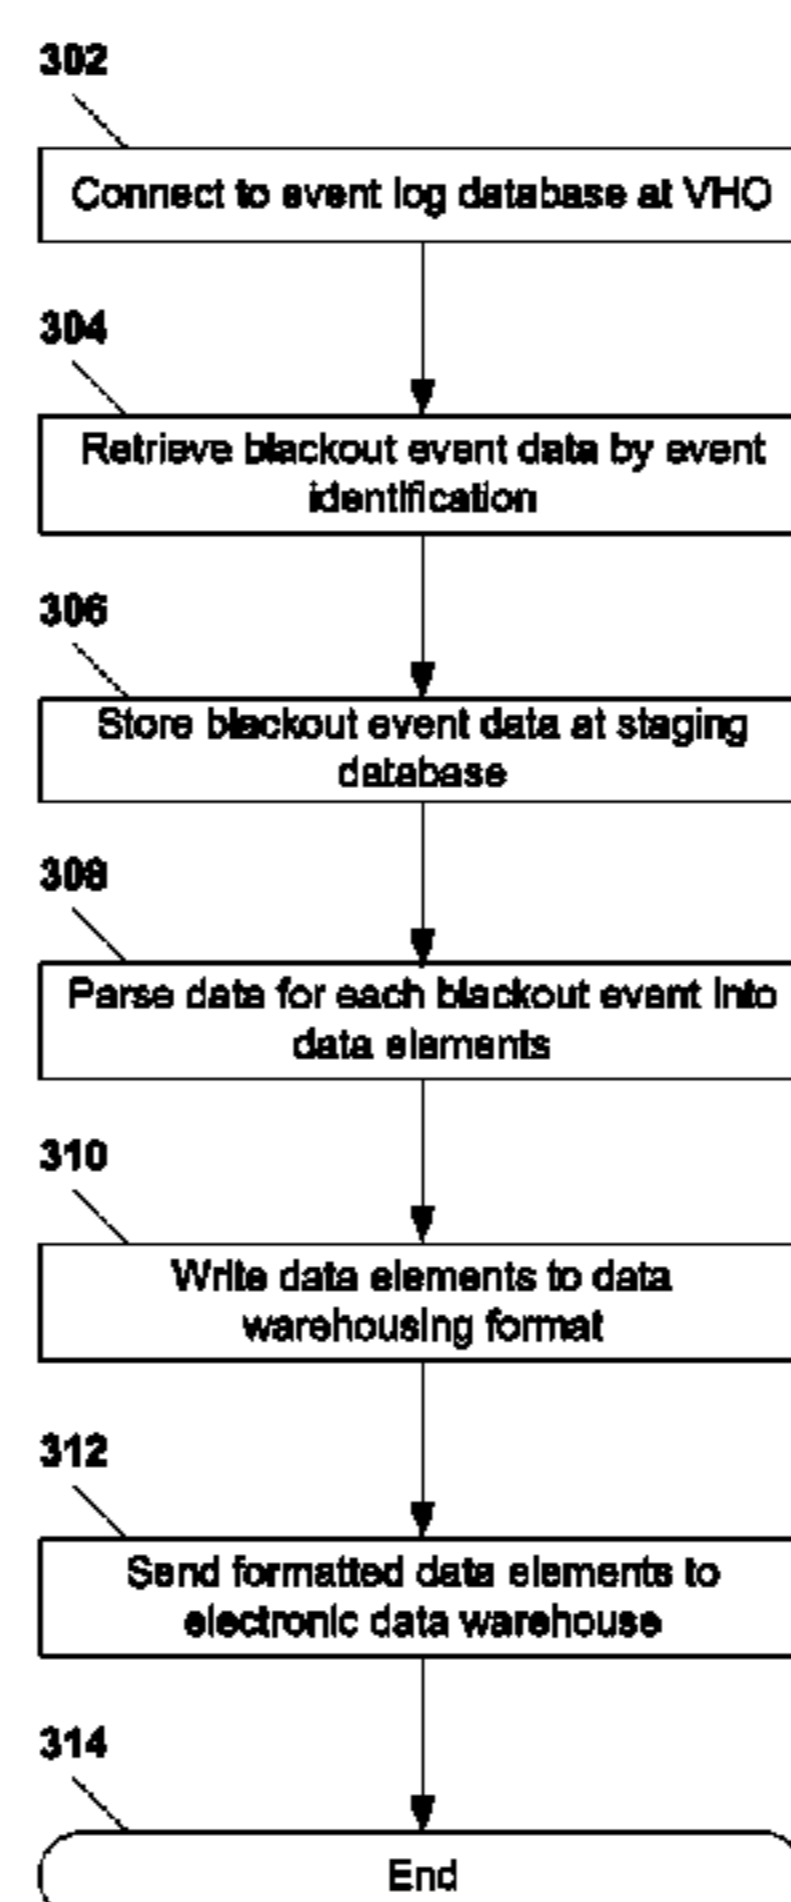 302
Connect to event log database at VHO
304
Retrieve blackout event data by event
identification
306
Store blackout event data at staging
database
308
Parse data for each blackout event into
data elements
310
Write data elements to data
warehousing format
312
Send formatted data elements to
electronic data warehouse
314
End